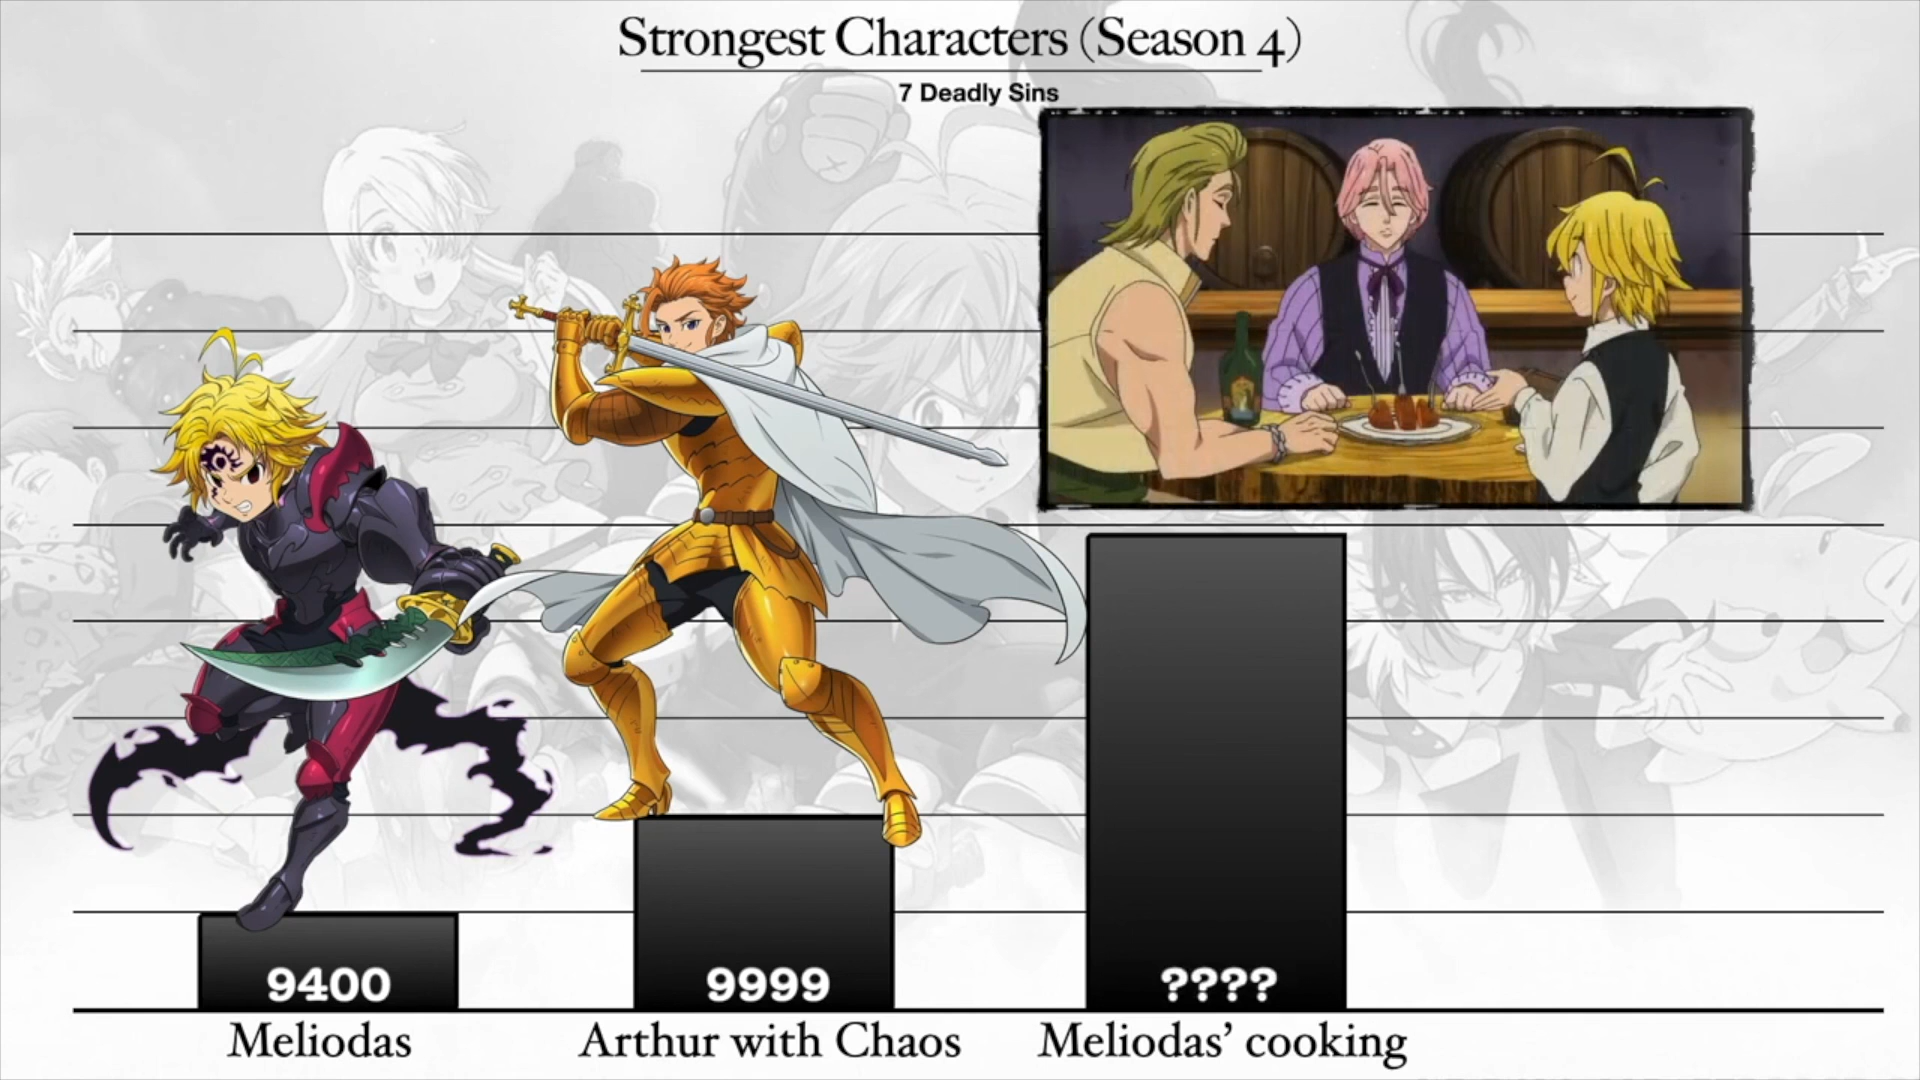 Strongest Characters (Season 4)
7 Deadly Sins
9400
9999
????
Meliodas
Arthur with Chaos
Meliodas’ cooking